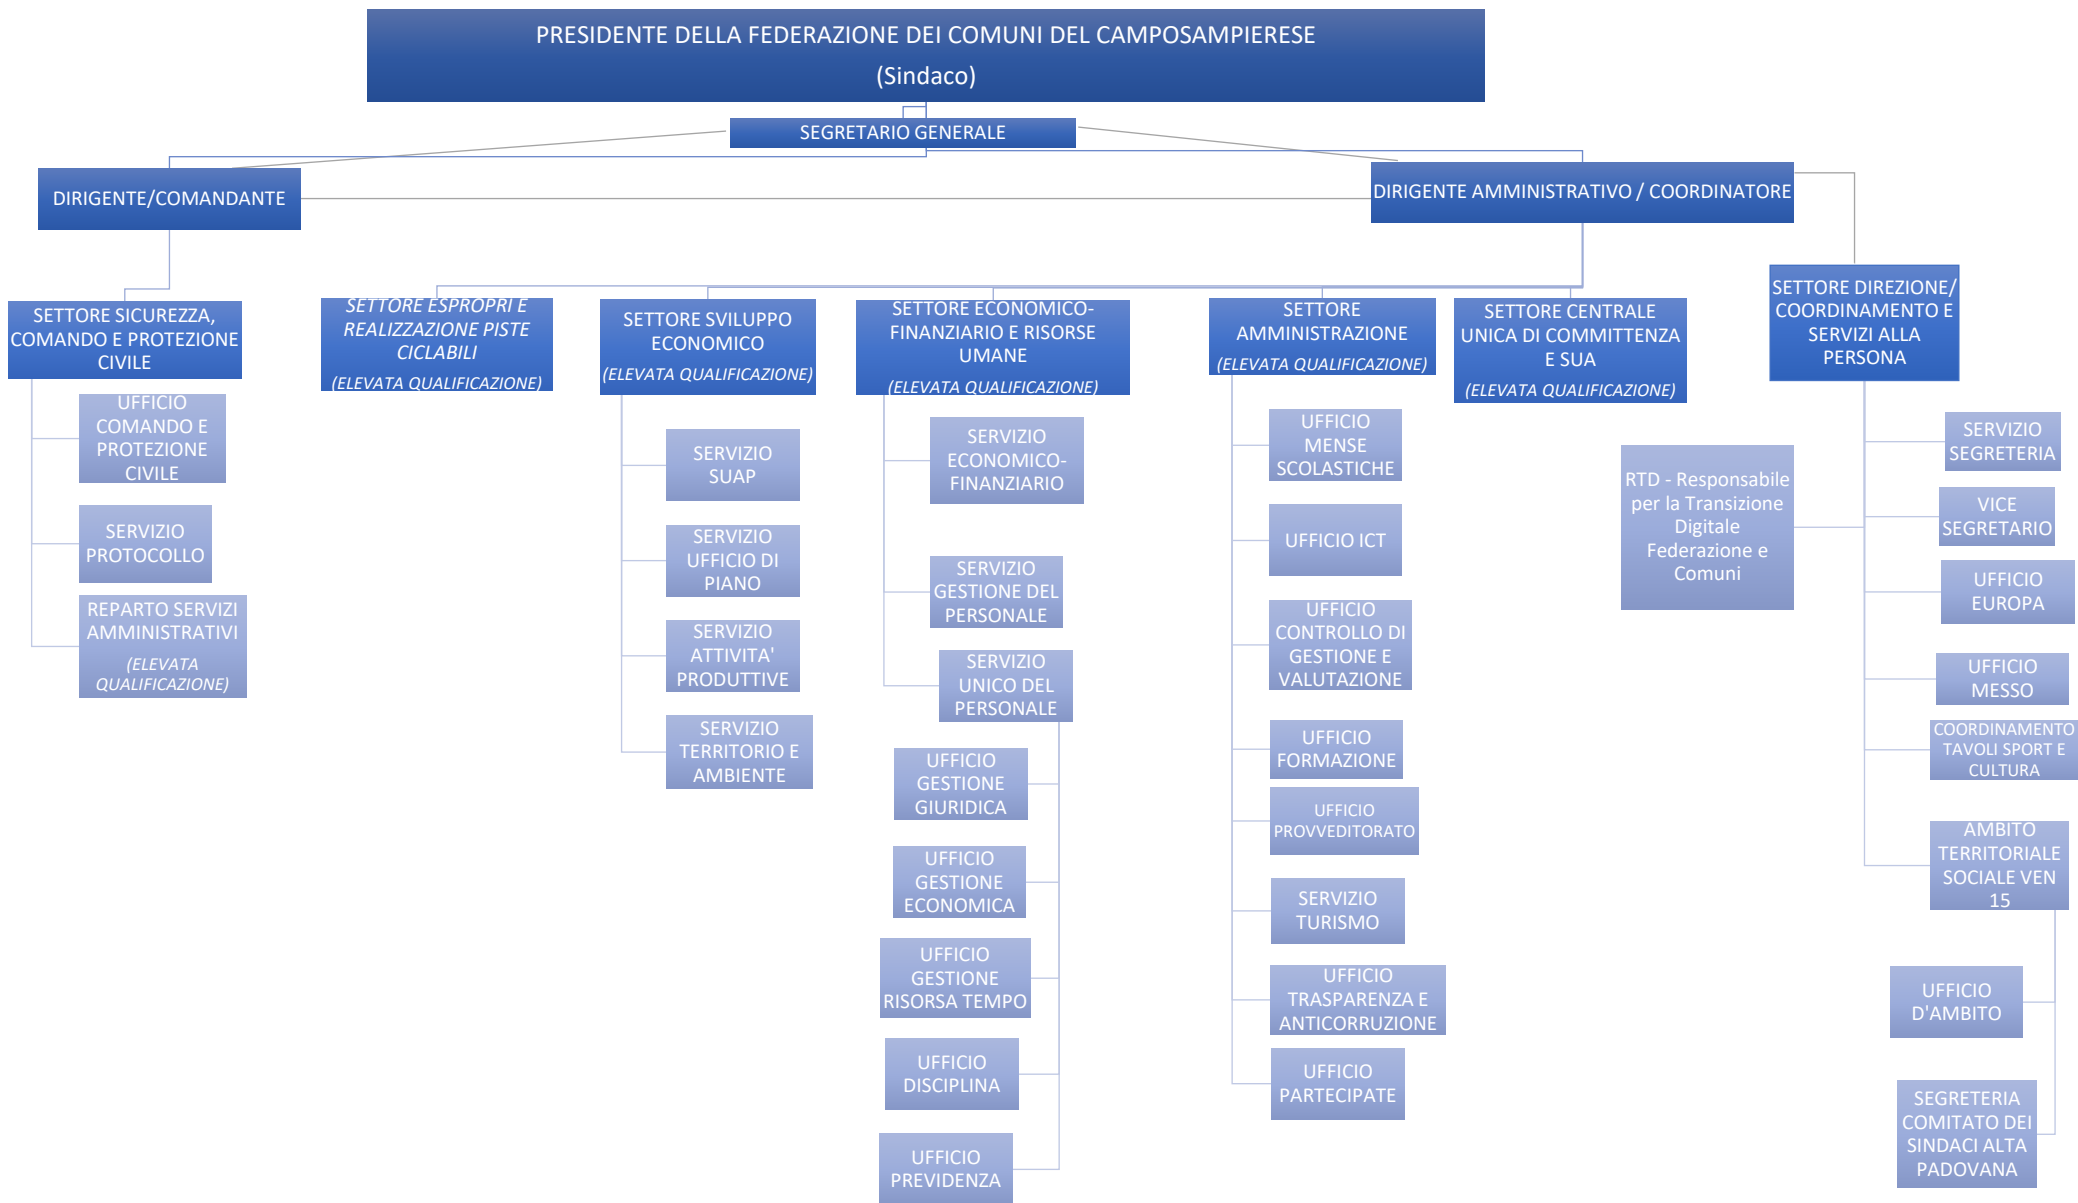 PRESIDENTE DELLA FEDERAZIONE DEI COMUNI DEL CAMPOSAMPIERESE
(Sindaco)
SEGRETARIO GENERALE
DIRIGENTE/COMANDANTE
DIRIGENTE AMMINISTRATIVO / COORDINATORE
SETTORE SICUREZZA,
COMANDO E PROTEZIONE
CIVILE
UFFICIO
COMANDO E
PROTEZIONE
CIVILE
SERVIZIO
PROTOCOLLO
REPARTO SERVIZI
AMMINISTRATIVI
(ELEVATA
QUALIFICAZIONE)
SETTORE ESPROPRI E
REALIZZAZIONE PISTE
CICLABILI
(ELEVATA QUALIFICAZIONE)
SETTORE SVILUPPO
ECONOMICO
(ELEVATA QUALIFICAZIONE)
SERVIZIO
SUAP
SERVIZIO
UFFICIO DI
PIANO
SERVIZIO
ATTIVITA'
PRODUTTIVE
SERVIZIO
TERRITORIO E
AMBIENTE
SETTORE ECONOMICO-
FINANZIARIO E RISORSE
UMANE
(ELEVATA QUALIFICAZIONE)
SERVIZIO
ECONOMICO-
FINANZIARIO
SERVIZIO
GESTIONE DEL
PERSONALE
SERVIZIO
UNICO DEL
PERSONALE
UFFICIO
GESTIONE
GIURIDICA
UFFICIO
GESTIONE
ECONOMICA
UFFICIO
GESTIONE
RISORSA TEMPO
UFFICIO
DISCIPLINA
UFFICIO
PREVIDENZA
SETTORE
AMMINISTRAZIONE
(ELEVATA QUALIFICAZIONE)
UFFICIO
MENSE
SCOLASTICHE
UFFICIO ICT
UFFICIO
CONTROLLO DI
GESTIONE E
VALUTAZIONE
UFFICIO
FORMAZIONE
UFFICIO
PROVVEDITORATO
SERVIZIO
TURISMO
UFFICIO
TRASPARENZA E
ANTICORRUZIONE
UFFICIO
PARTECIPATE
SETTORE CENTRALE
UNICA DI COMMITTENZA
E SUA
(ELEVATA QUALIFICAZIONE)
SETTORE DIREZIONE/
COORDINAMENTO E
SERVIZI ALLA
PERSONA
RTD - Responsabile
per la Transizione
Digitale
Federazione e
Comuni
SERVIZIO
SEGRETERIA
VICE
SEGRETARIO
UFFICIO
EUROPA
UFFICIO
MESSO
COORDINAMENTO
TAVOLI SPORT E
CULTURA
AMBITO
TERRITORIALE
SOCIALE VEN
15
UFFICIO
D'AMBITO
SEGRETERIA
COMITATO DEI
SINDACI ALTA
PADOVANA